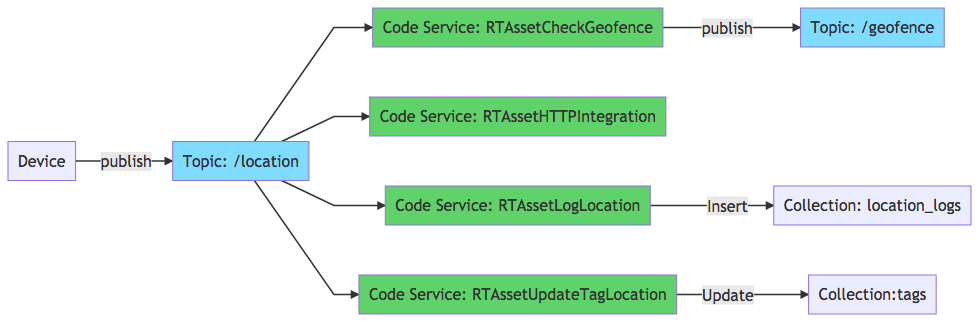 Code Service: RTAssetCheckGeofence
publish
Topic: /geofence
Code Service: RTAssetHTTPIntegration
Device
publish
Topic: /location
Code Service: RTAssetLogLocation
Insert
Collection: location_logs
Code Service: RTAssetUpdateTagLocation
Update
Collection:tags